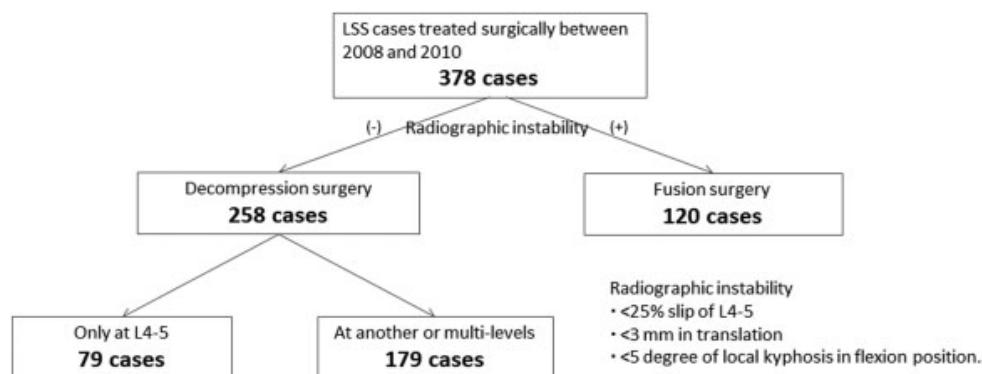 LSS cases treated surgically between
2008 and 2010
378 cases
(-) Radiographic instability (+)
Decompression surgery
258 cases
Fusion surgery
120 cases
Only at L4-5
79 cases
At another or multi-levels
179 cases
Radiographic instability
・<25% slip of L4-5
・<3 mm in translation
・<5 degree of local kyphosis in flexion position.